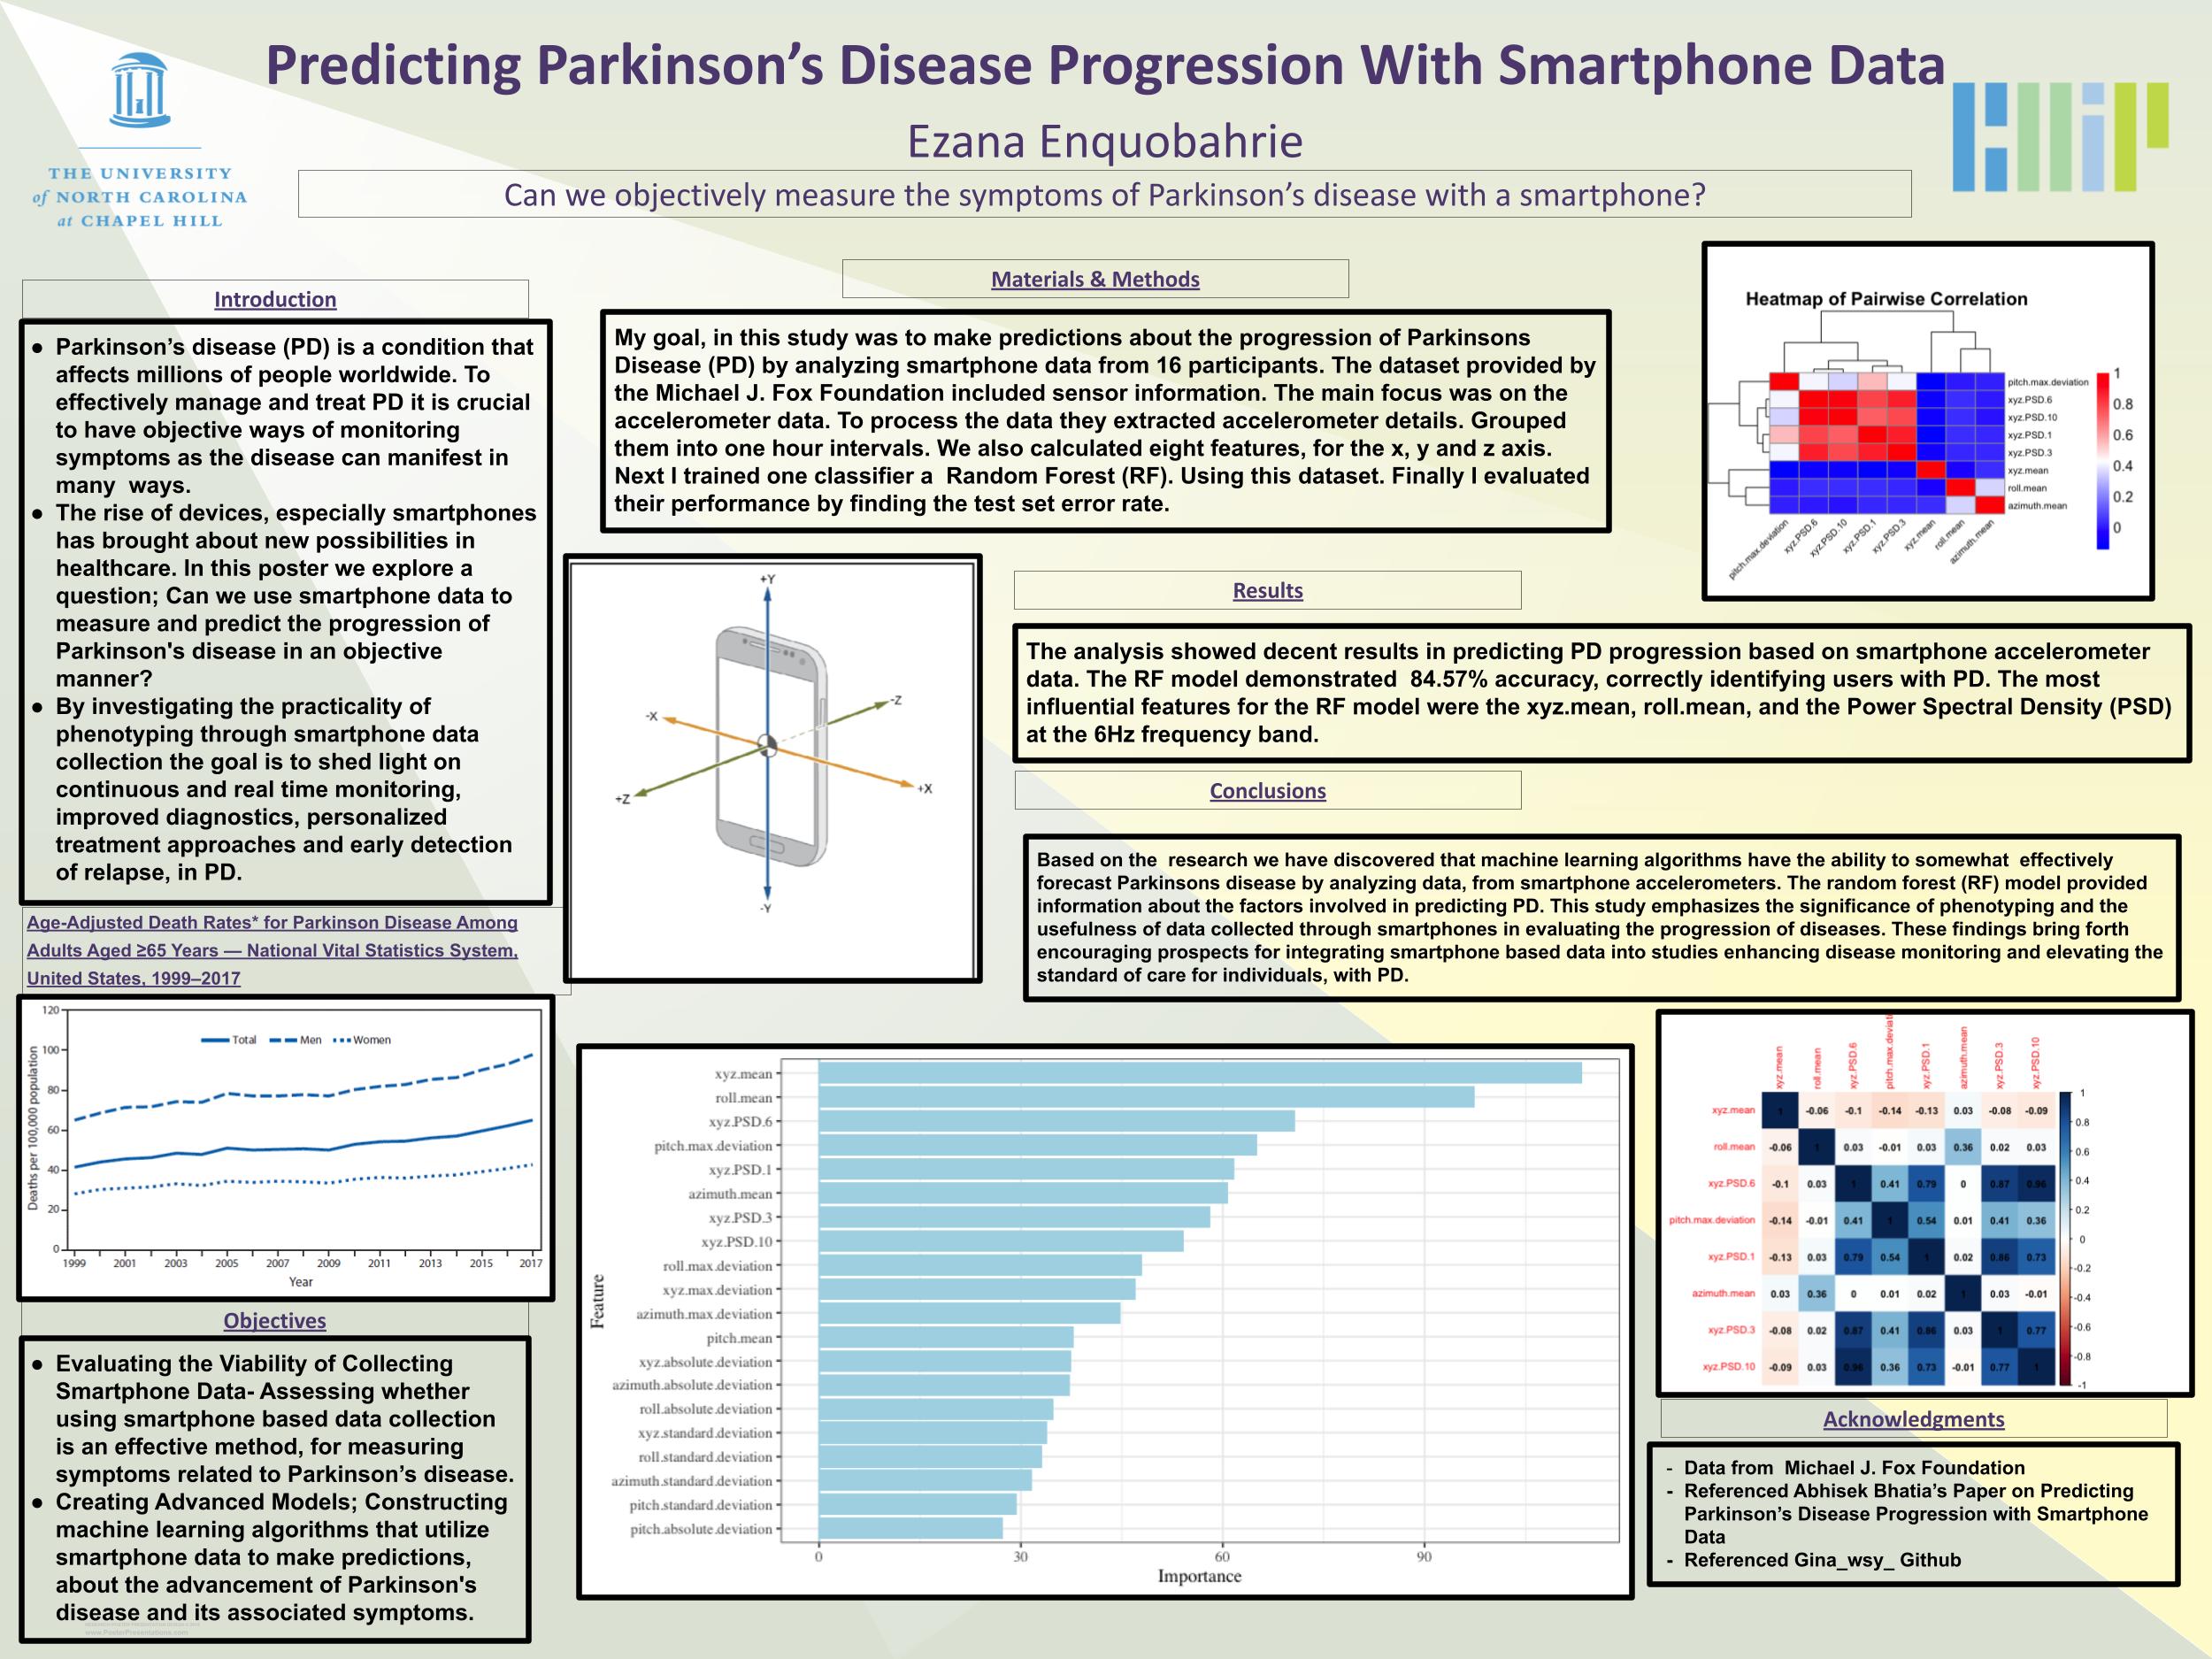 Predicting Parkinson’s Disease Progression With Smartphone Data
Ezana Enquobahrie
Can we objectively measure the symptoms of Parkinson’s disease with a smartphone?
THE UNIVERSITY
of NORTH CAROLINA
at CHAPEL HILL
Introduction
● Parkinson’s disease (PD) is a condition that
affects millions of people worldwide. To
effectively manage and treat PD it is crucial
to have objective ways of monitoring
symptoms as the disease can manifest in
many  ways.
● The rise of devices, especially smartphones
has brought about new possibilities in
healthcare. In this poster we explore a
question; Can we use smartphone data to
measure and predict the progression of
Parkinson's disease in an objective
manner?
● By investigating the practicality of
phenotyping through smartphone data
collection the goal is to shed light on
continuous and real time monitoring,
improved diagnostics, personalized
treatment approaches and early detection
of relapse, in PD.
Age-Adjusted Death Rates* for Parkinson Disease Among
Adults Aged ≥65 Years — National Vital Statistics System,
United States, 1999–2017
Deaths per 100,000 population
120
100
80
60
40
20
0
Total Men Women
1999 2001 2003 2005 2007 2009 2011 2013 2015 2017
Year
Objectives
● Evaluating the Viability of Collecting
Smartphone Data- Assessing whether
using smartphone based data collection
is an effective method, for measuring
symptoms related to Parkinson’s disease.
● Creating Advanced Models; Constructing
machine learning algorithms that utilize
smartphone data to make predictions,
about the advancement of Parkinson's
disease and its associated symptoms.
www.PosterPresentations.com
Materials & Methods
My goal, in this study was to make predictions about the progression of Parkinsons
Disease (PD) by analyzing smartphone data from 16 participants. The dataset provided by
the Michael J. Fox Foundation included sensor information. The main focus was on the
accelerometer data. To process the data they extracted accelerometer details. Grouped
them into one hour intervals. We also calculated eight features, for the x, y and z axis.
Next I trained one classifier a  Random Forest (RF). Using this dataset. Finally I evaluated
their performance by finding the test set error rate.
+Y
-X
-Z
+Z
+X
-Y
Heatmap of Pairwise Correlation
pitch.max.deviation
xyz.PSD.6
xyz.PSD.10
xyz.PSD.1
xyz.PSD.3
xyz.mean
roll.mean
azimuth.mean
1
0.8
0.6
0.4
0.2
0
pitch.max.deviation xyz.PSD.6 xyz.PSD.10 xyz.PSD.1 xyz.PSD.3 xyz.mean roll.mean azimuth.mean
Results
The analysis showed decent results in predicting PD progression based on smartphone accelerometer
data. The RF model demonstrated  84.57% accuracy, correctly identifying users with PD. The most
influential features for the RF model were the xyz.mean, roll.mean, and the Power Spectral Density (PSD)
at the 6Hz frequency band.
Conclusions
Based on the  research we have discovered that machine learning algorithms have the ability to somewhat  effectively
forecast Parkinsons disease by analyzing data, from smartphone accelerometers. The random forest (RF) model provided
information about the factors involved in predicting PD. This study emphasizes the significance of phenotyping and the
usefulness of data collected through smartphones in evaluating the progression of diseases. These findings bring forth
encouraging prospects for integrating smartphone based data into studies enhancing disease monitoring and elevating the
standard of care for individuals, with PD.
Feature
xyz.mean
roll.mean
xyz.PSD.6
pitch.max.deviation
xyz.PSD.1
azimuth.mean
xyz.PSD.3
xyz.PSD.10
roll.max.deviation
xyz.max.deviation
azimuth.max.deviation
pitch.mean
xyz.absolute.deviation
azimuth.absolute.deviation
roll.absolute.deviation
xyz.standard.deviation
roll.standard.deviation
azimuth.standard.deviation
pitch.standard.deviation
pitch.absolute.deviation
0 30 60 90
Importance
xyz.mean roll.mean xyz.PSD.6 pitch.max.deviat xyz.PSD.1 azimuth.mean xyz.PSD.3 xyz.PSD.10
xyz.mean 1 -0.06 -0.1 -0.14 -0.13 0.03 -0.08 -0.09
roll.mean -0.06 1 0.03 -0.01 0.03 0.36 0.02 0.03
xyz.PSD.6 -0.1 0.03 1 0.41 0.79 0 0.87 0.96
pitch.max.deviation -0.14 -0.01 0.41 1 0.54 0.01 0.41 0.36
xyz.PSD.1 -0.13 0.03 0.79 0.54 1 0.02 0.86 0.73
azimuth.mean 0.03 0.36 0 0.01 0.02 1 0.03 -0.01
xyz.PSD.3 -0.08 0.02 0.87 0.41 0.86 0.03 1 0.77
xyz.PSD.10 -0.09 0.03 0.96 0.36 0.73 -0.01 0.77 1
1
0.8
0.6
0.4
0.2
0
-0.2
-0.4
-0.6
-0.8
-1
Acknowledgments
- Data from  Michael J. Fox Foundation
- Referenced Abhisek Bhatia’s Paper on Predicting
Parkinson’s Disease Progression with Smartphone
Data
- Referenced Gina_wsy_ Github